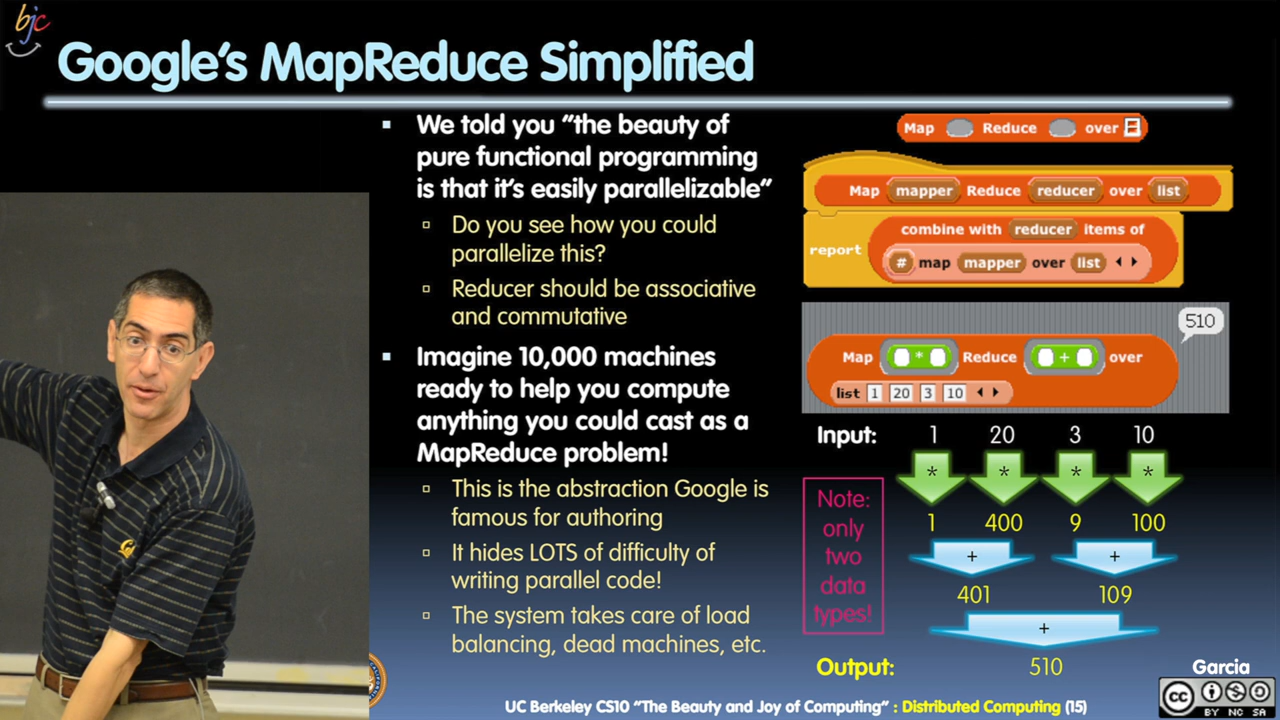 bjc
Google's MapReduce Simplified
We told you "the beauty of
pure functional programming
is that it's easily parallelizable"
Do you see how you could
parallelize this?
Reducer should be associative
and commutative
Imagine 10,000 machines
ready to help you compute
anything you could cast as a
MapReduce problem!
This is the abstraction Google is
famous for authoring
It hides LOTS of difficulty of
writing parallel code!
The system takes care of load
balancing, dead machines, etc.
Map Reduce over
Map mapper Reduce reducer over list
combine with reducer items of
report
# map mapper over list
510
Map * Reduce + over
list 1 20 3 10
Input: 1 20 3 10
* * * *
Note:
only
two
data
types!
1 400 9 100
+ +
401 109
+
Output: 510
Garcia
cc
BY NC SA
UC Berkeley CS10 "The Beauty and Joy of Computing" : Distributed Computing (15)